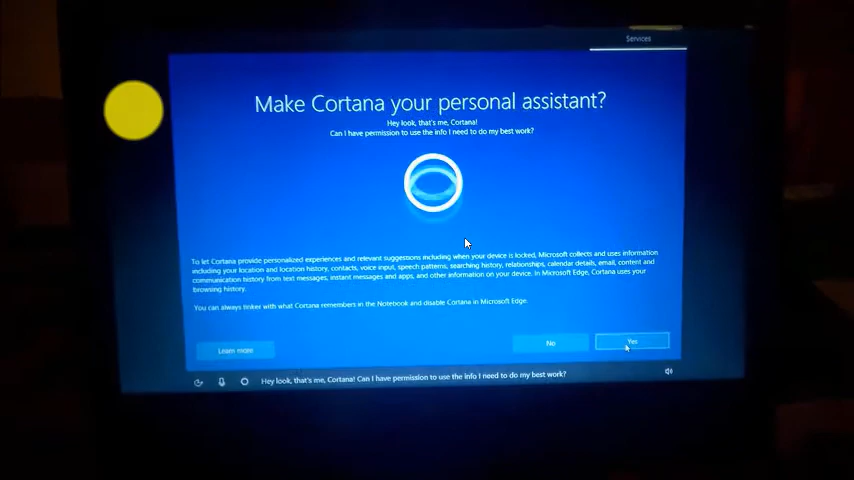 Services
Make Cortana your personal assistant?
Hey look, that's me, Cortana!
Can I have permission to use the info I need to do my best work?
To let Cortana provide personalized experiences and relevant suggestions including when your device is locked, Microsoft collects and uses information
including your location and location history, contacts, voice input, speech patterns, searching history, relationships, calendar details, email, content and
communication history from text messages, instant messages and apps, and other information on your device. In Microsoft Edge, Cortana uses your
browsing history.
You can always tinker with what Cortana remembers in the Notebook and disable Cortana in Microsoft Edge.
Learn more
No
Yes
Hey look, that's me, Cortana! Can I have permission to use the info I need to do my best work?